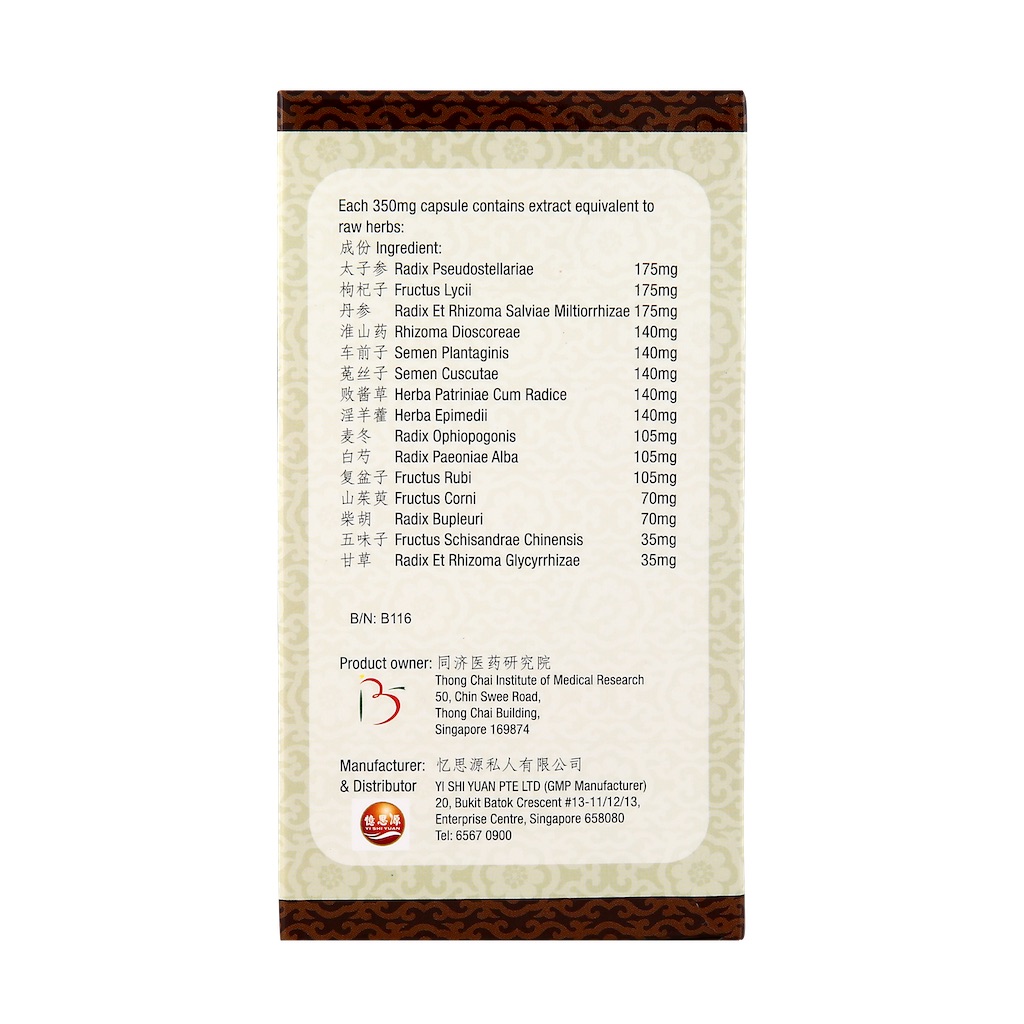 Each 350mg capsule contains extract equivalent to
raw herbs:
成份 Ingredient:
太子参 Radix Pseudostellariae 175mg
枸杞子 Fructus Lycii 175mg
丹参 Radix Et Rhizoma Salviae Miltiorrhizae 175mg
淮山药 Rhizoma Dioscoreae 140mg
车前子 Semen Plantaginis 140mg
菟丝子 Semen Cuscutae 140mg
败酱草 Herba Patriniae Cum Radice 140mg
淫羊藿 Herba Epimedii 140mg
麦冬 Radix Ophiopogonis 105mg
白芍 Radix Paeoniae Alba 105mg
复盆子 Fructus Rubi 105mg
山茱萸 Fructus Corni 70mg
柴胡 Radix Bupleuri 70mg
五味子 Fructus Schisandrae Chinensis 35mg
甘草 Radix Et Rhizoma Glycyrrhizae 35mg
B/N: B116
Product owner: 同济医药研究院
Thong Chai Institute of Medical Research
50, Chin Swee Road,
Thong Chai Building,
Singapore 169874
Manufacturer: 忆思源私人有限公司
& Distributor YI SHI YUAN PTE LTD (GMP Manufacturer)
20, Bukit Batok Crescent #13-11/12/13,
Enterprise Centre, Singapore 658080
Tel: 6567 0900
憶思源
YI SHI YUAN